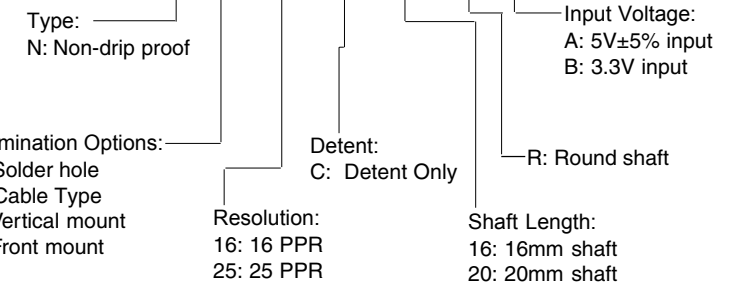 Type:
N: Non-drip proof
Input Voltage:
A: 5V±5% input
B: 3.3V input
mination Options:
Solder hole
Cable Type
Vertical mount
Front mount
Detent:
C: Detent Only
R: Round shaft
Resolution:
16: 16 PPR
25: 25 PPR
Shaft Length:
16: 16mm shaft
20: 20mm shaft